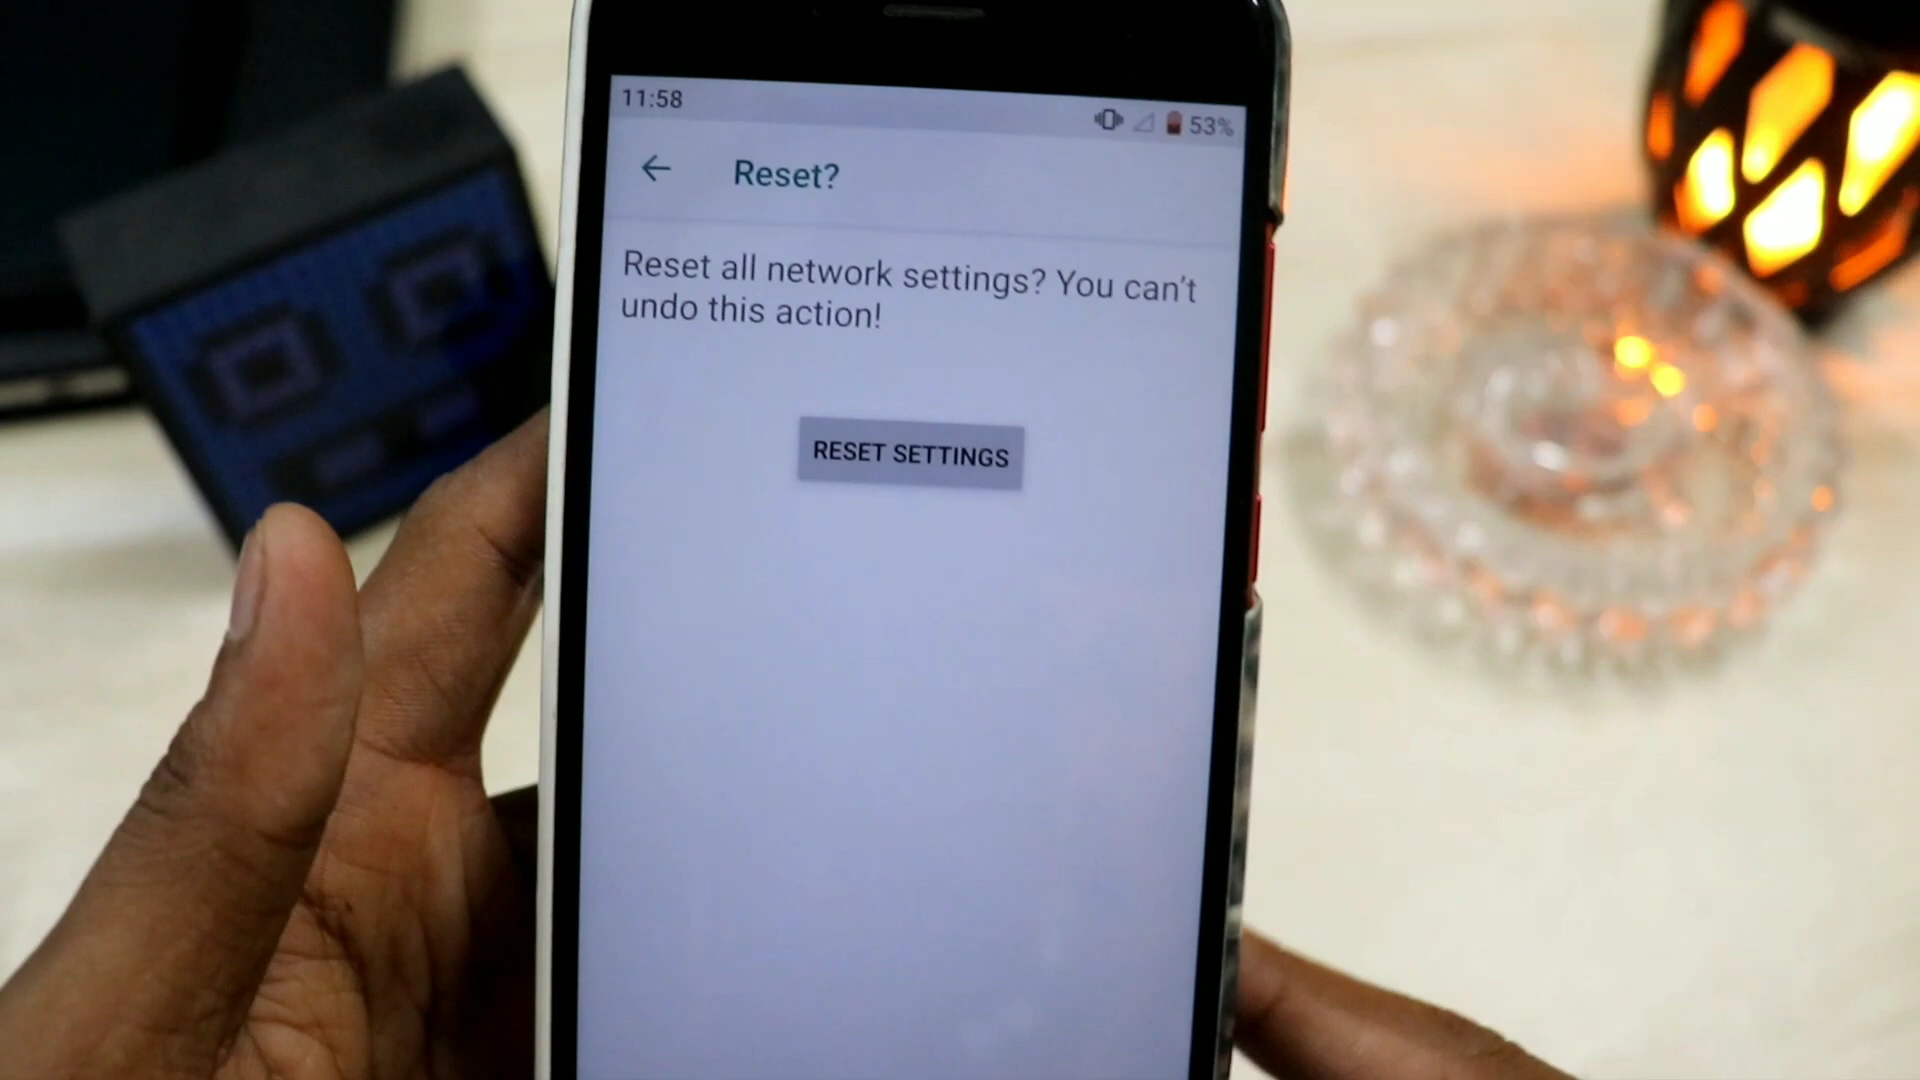 11:58
53%
Reset?
Reset all network settings? You can't
undo this action!
RESET SETTINGS